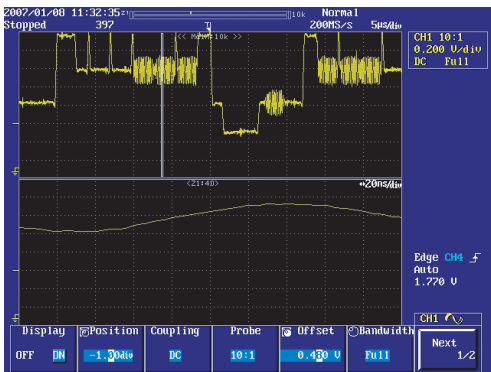 2007/01/08 11:32:35
10k
Normal
Stopped
397
200MS/s
5µs/div
<< Main:10k >>
CH1 10:1
0.200 V/div
DC Full
<Z1:40>
20ns/div
Edge CH4
Auto
1.770 V
CH1
Display
Position
Coupling
Probe
Offset
Bandwidth
Next
1/2
OFF ON
-1.00div
DC
10:1
0.480 V
Full